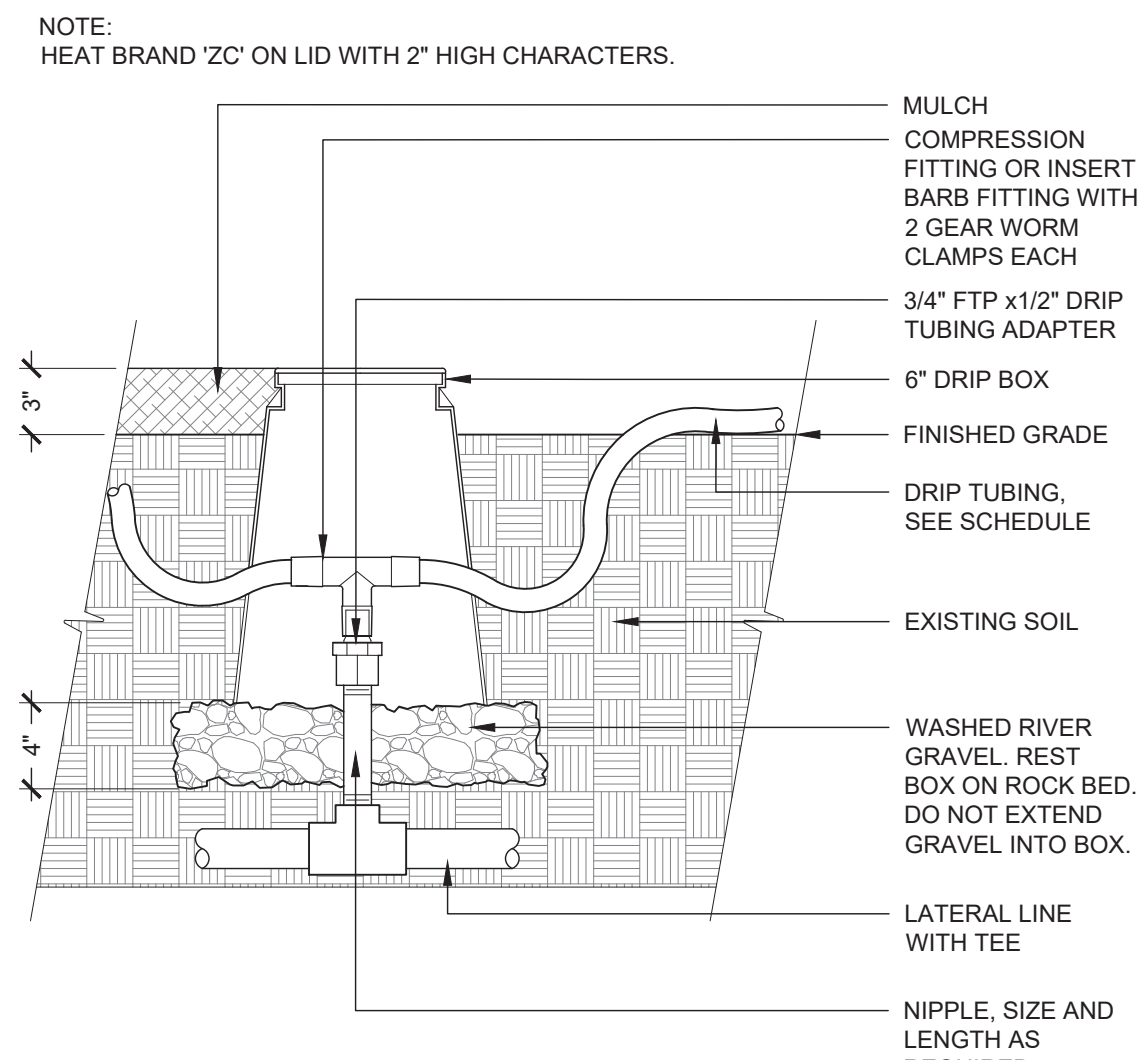 NOTE:
HEAT BRAND 'ZC' ON LID WITH 2" HIGH CHARACTERS.
MULCH
COMPRESSION
FITTING OR INSERT
BARB FITTING WITH
2 GEAR WORM
CLAMPS EACH
3/4" FTP x1/2" DRIP
TUBING ADAPTER
6" DRIP BOX
3"
FINISHED GRADE
DRIP TUBING,
SEE SCHEDULE
EXISTING SOIL
4"
WASHED RIVER
GRAVEL. REST
BOX ON ROCK BED.
DO NOT EXTEND
GRAVEL INTO BOX.
LATERAL LINE
WITH TEE
NIPPLE, SIZE AND
LENGTH AS